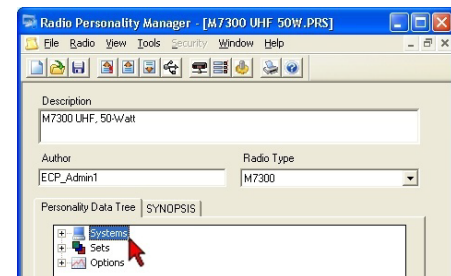 Radio Personality Manager - [M7300 UHF 50W.PRS]
File Radio View Tools Security Window Help
Description
M7300 UHF, 50-Watt
Author Radio Type
ECP_Admin1 M7300
Personality Data Tree SYNOPSIS
Systems
Sets
Options